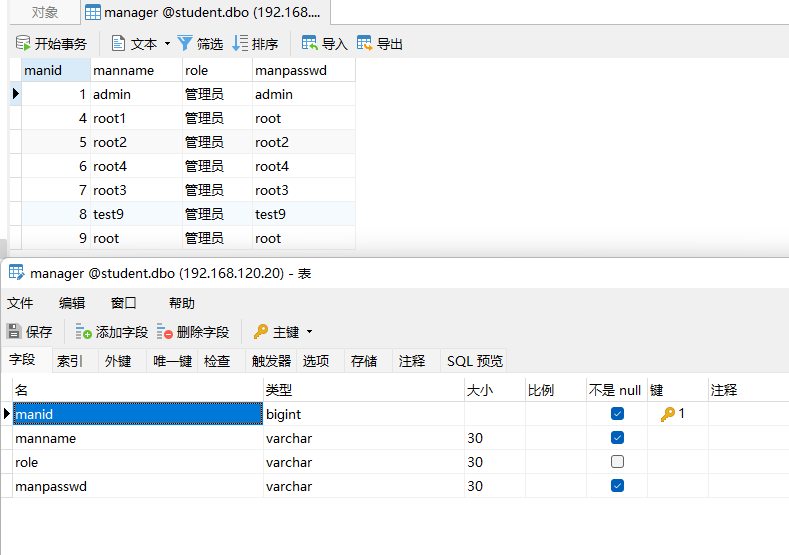 对象 manager @student.dbo (192.168....
开始事务 文本 筛选 排序 导入 导出
manid manname role manpasswd
1 admin 管理员 admin
4 root1 管理员 root
5 root2 管理员 root2
6 root4 管理员 root4
7 root3 管理员 root3
8 test9 管理员 test9
9 root 管理员 root
manager @student.dbo (192.168.120.20) - 表
文件 编辑 窗口 帮助
保存 添加字段 删除字段 主键
字段 索引 外键 唯一键 检查 触发器 选项 存储 注释 SQL 预览
名 类型 大小 比例 不是 null 键 注释
manid bigint 1
manname varchar 30
role varchar 30
manpasswd varchar 30